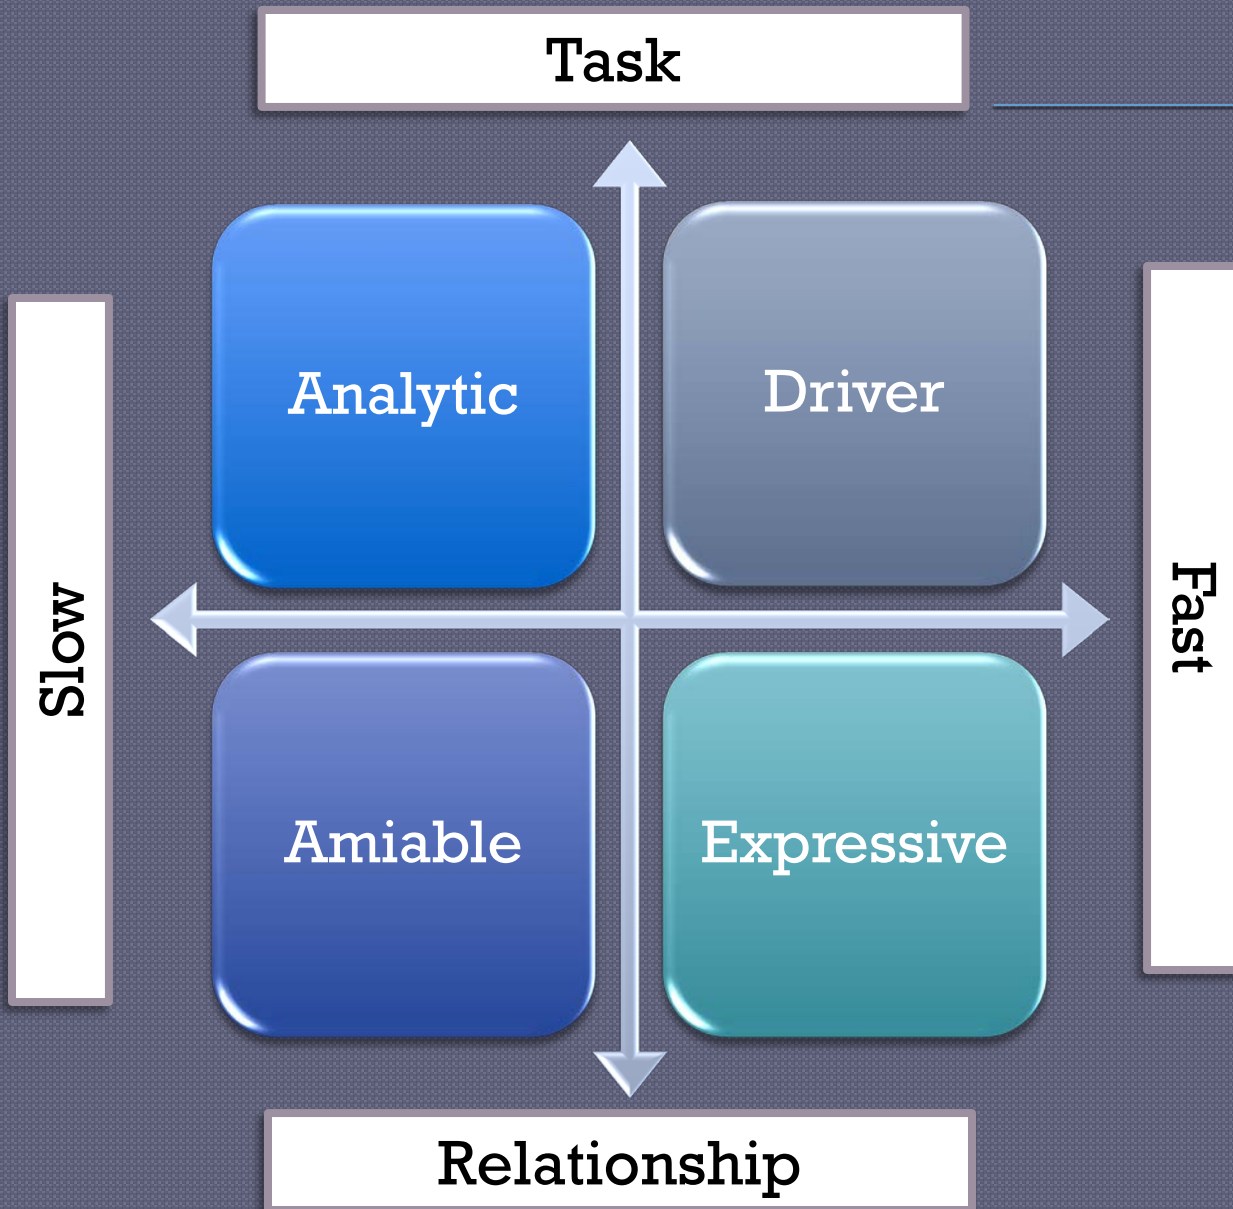 Task
Analytic
Driver
Slow
Fast
Amiable
Expressive
Relationship